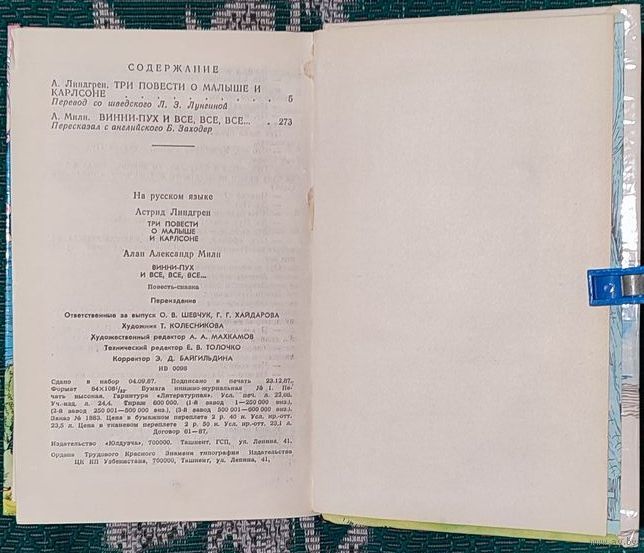 СОДЕРЖАНИЕ
А. Линдгрен. ТРИ ПОВЕСТИ О МАЛЫШЕ И
КАРЛСОНЕ . . . . . . . . . . . 5
Перевод со шведского Л. З. Лунгиной
А. Милн. ВИННИ-ПУХ И ВСЕ, ВСЕ, ВСЕ... . 273
Пересказал с английского Б. Заходер
На русском языке
Астрид Линдгрен
ТРИ ПОВЕСТИ
О МАЛЫШЕ
И КАРЛСОНЕ
Алан Александр Милн
ВИННИ-ПУХ
И ВСЕ, ВСЕ, ВСЕ...
Повесть-сказка
Переиздание
Ответственные за выпуск О. В. ШЕВЧУК, Г. Г. ХАЙДАРОВА
Художник Т. КОЛЕСНИКОВА
Художественный редактор А. А. МАХКАМОВ
Технический редактор Е. В. ТОЛОЧКО
Корректор Э. Д. БАЙГИЛЬДИНА
ИБ 0098
Сдано в набор 04.09.87. Подписано в печать 23.12.87.
Формат 84×108/32 Бумага книжно-журнальная № 1. Пе-
чать высокая. Гарнитура «Литературная». Усл. печ. л.
Уч.-изд. л. 24,4. Тираж 600 000. (1-й завод 1—250 000 экз.)
(2-й завод 250 001—500 000 экз.) (3-й завод 500 001—600 000 экз.)
Заказ № 1883. Цена в бумажном переплете 2 р. 40 к. Усл. кр.-отт.
23,5 л. Цена в тканевом переплете 2 р. 50 к. Усл. кр.-отт. 23,1 л.
Договор 01—87.
Издательство «Юлдузча», 700000, Ташкент, ГСП, ул. Ленина, 41.
Ордена Трудового Красного Знамени типография Издательства
ЦК КП Узбекистана, 700000, Ташкент, ул. Ленина, 41.